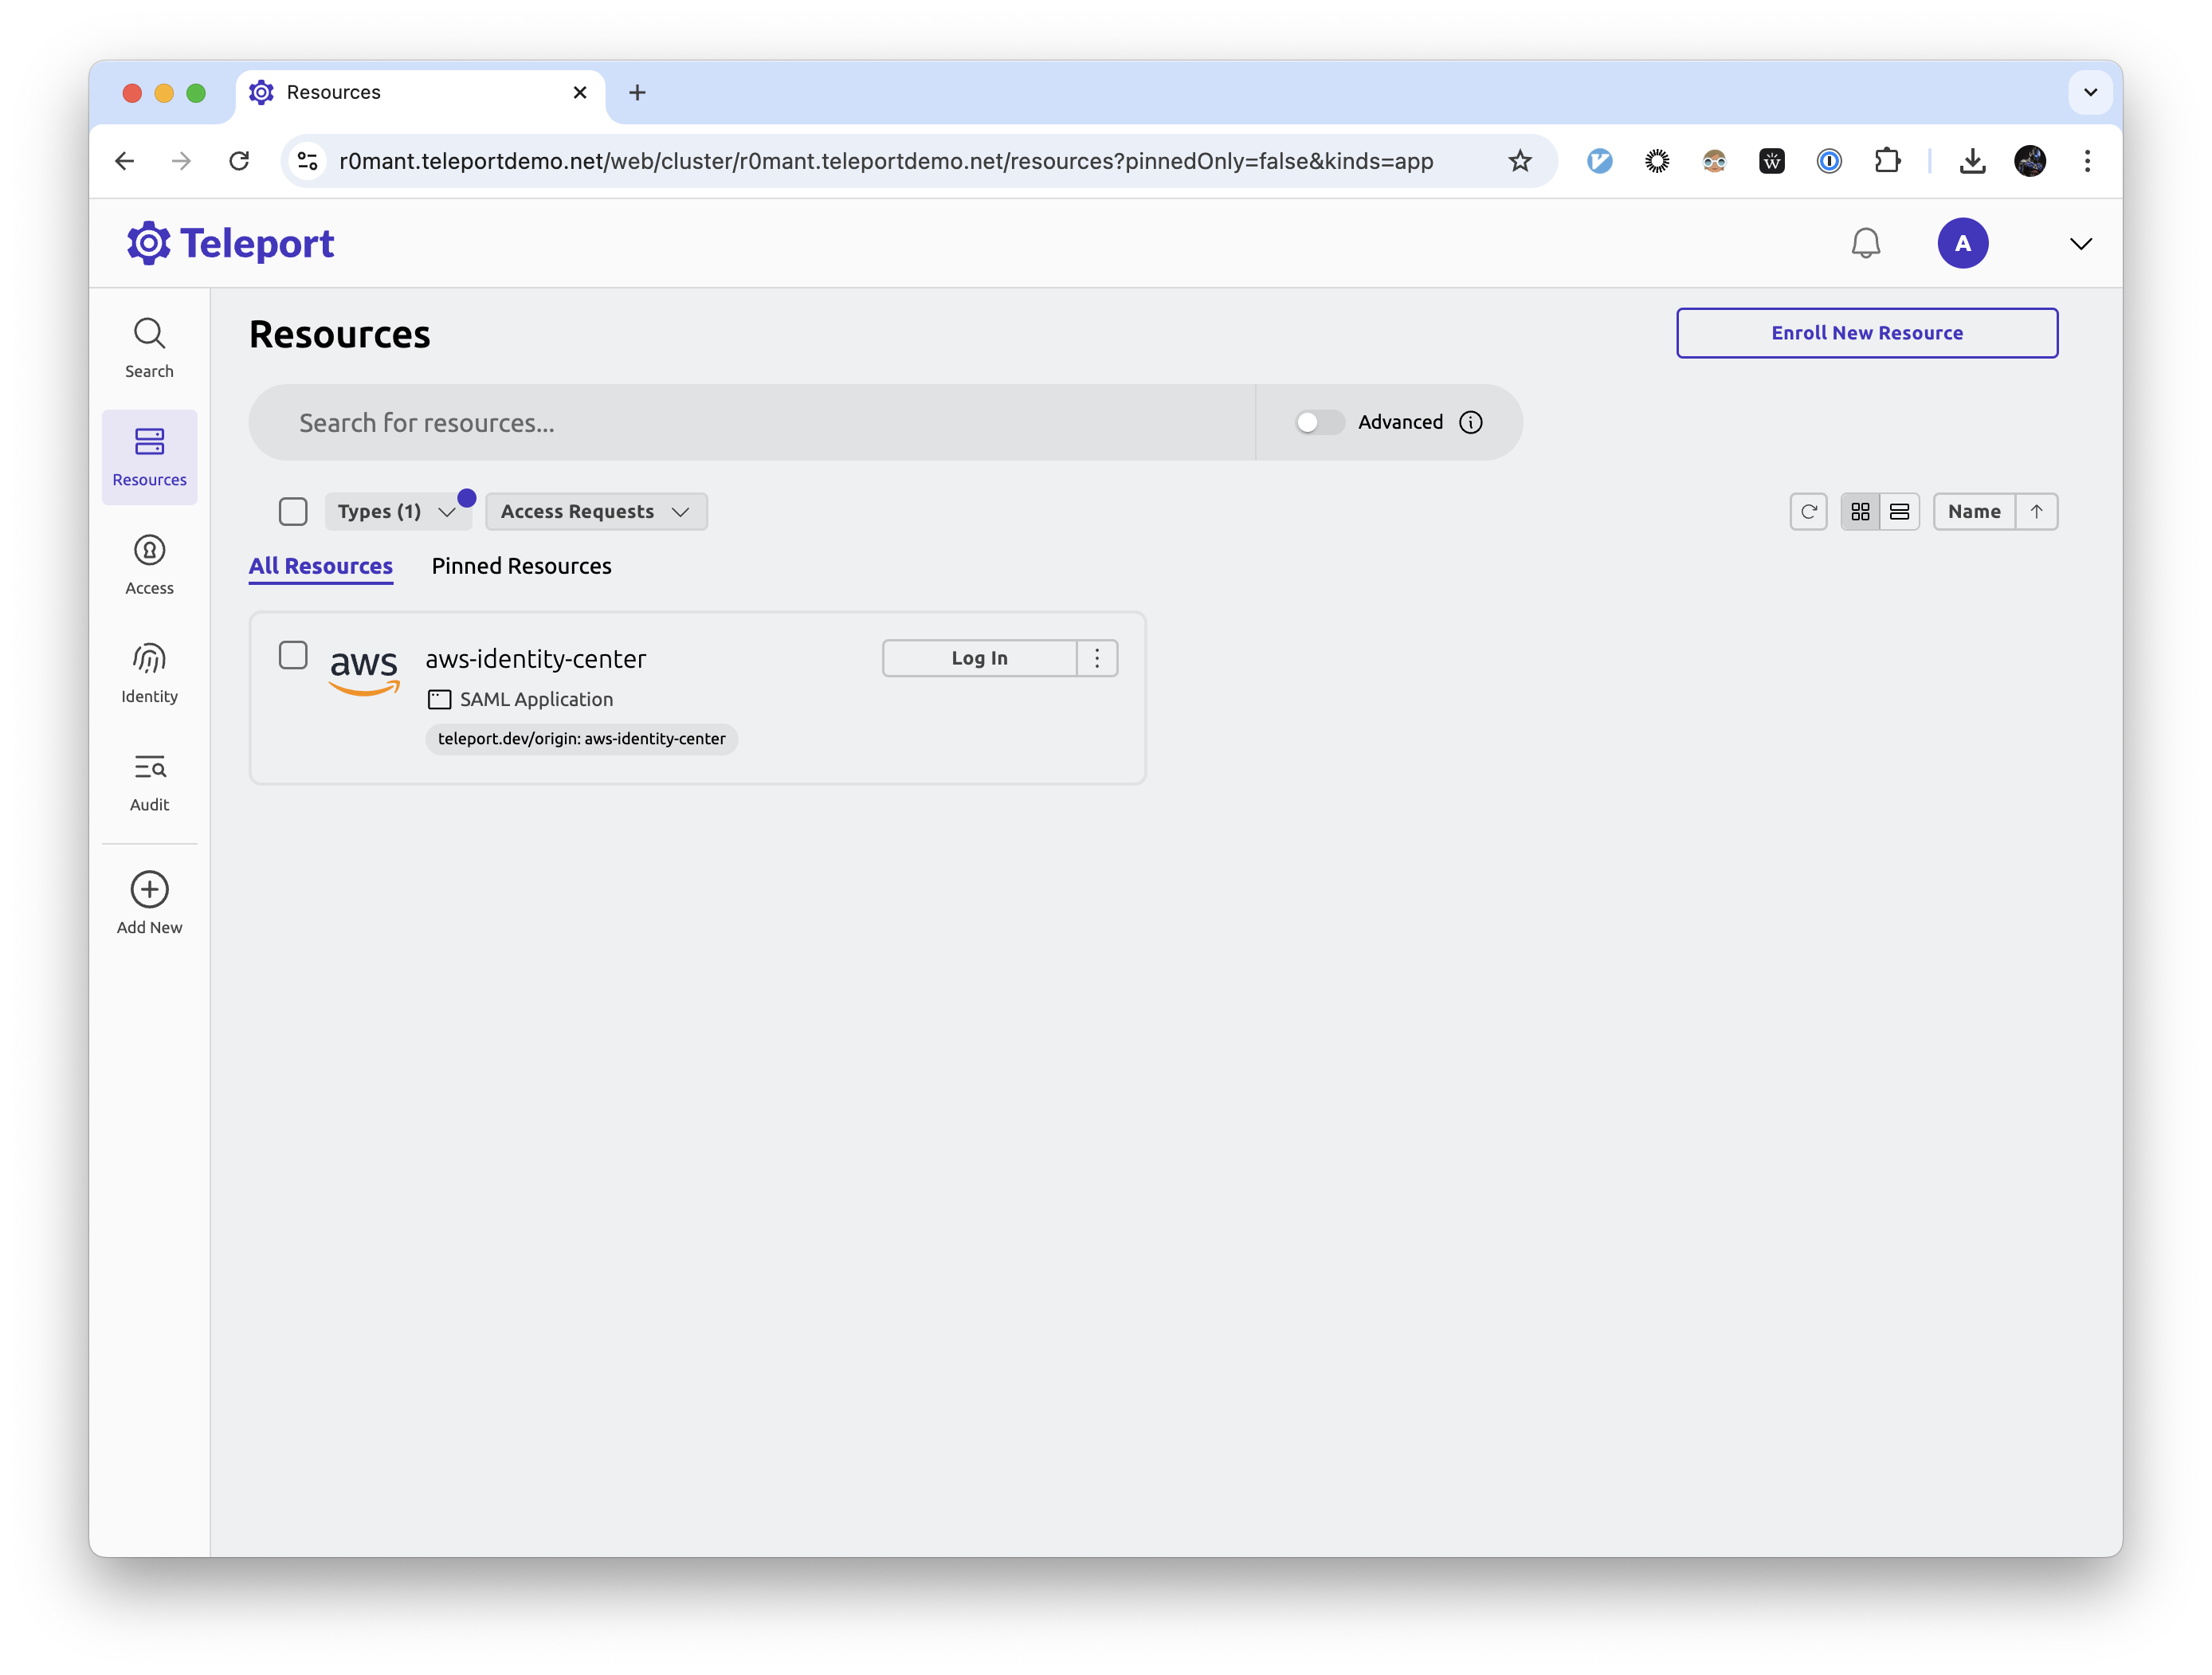 Resources
r0mant.teleportdemo.net/web/cluster/r0mant.teleportdemo.net/resources?pinnedOnly=false&kinds=app
Teleport
A
Search
Resources
Access
Identity
Audit
Add New
Resources
Enroll New Resource
Search for resources...
Advanced
Types (1)
Access Requests
Name
All Resources
Pinned Resources
aws
aws-identity-center
Log In
SAML Application
teleport.dev/origin: aws-identity-center